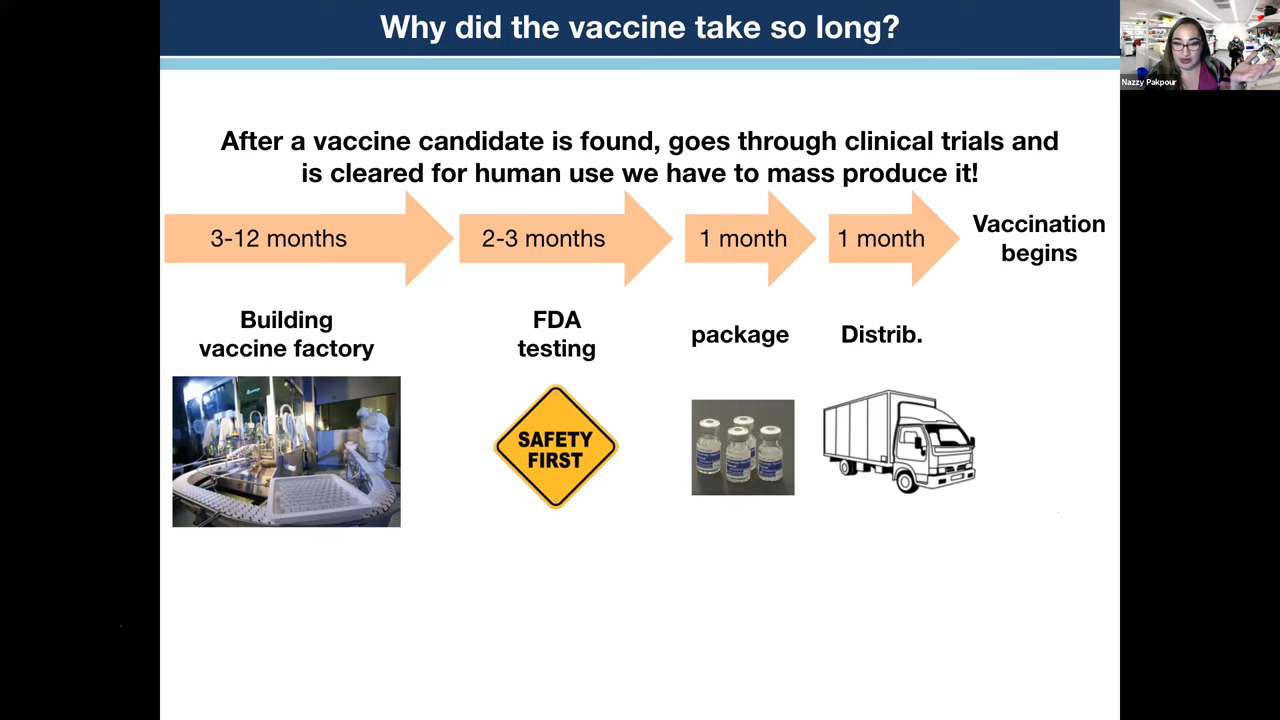 Why did the vaccine take so long?
Nazzy Pakpour
After a vaccine candidate is found, goes through clinical trials and
is cleared for human use we have to mass produce it!
3-12 months
2-3 months
1 month
1 month
Vaccination
begins
Building
vaccine factory
FDA
testing
package
Distrib.
SAFETY
FIRST